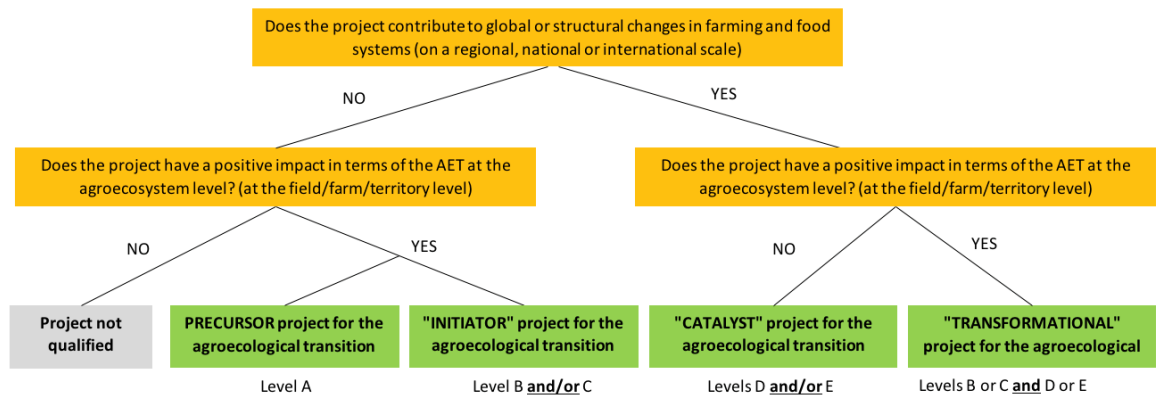 Does the project contribute to global or structural changes in farming and food
systems (on a regional, national or international scale)
NO
YES
Does the project have a positive impact in terms of the AET at the
agroecosystem level? (at the field/farm/territory level)
Does the project have a positive impact in terms of the AET at the
agroecosystem level? (at the field/farm/territory level)
NO
YES
NO
YES
Project not
qualified
PRECURSOR project for the
agroecological transition
"INITIATOR" project for the
agroecological transition
"CATALYST" project for the
agroecological transition
"TRANSFORMATIONAL"
project for the agroecological
Level A
Level B and/or C
Levels D and/or E
Levels B or C and D or E